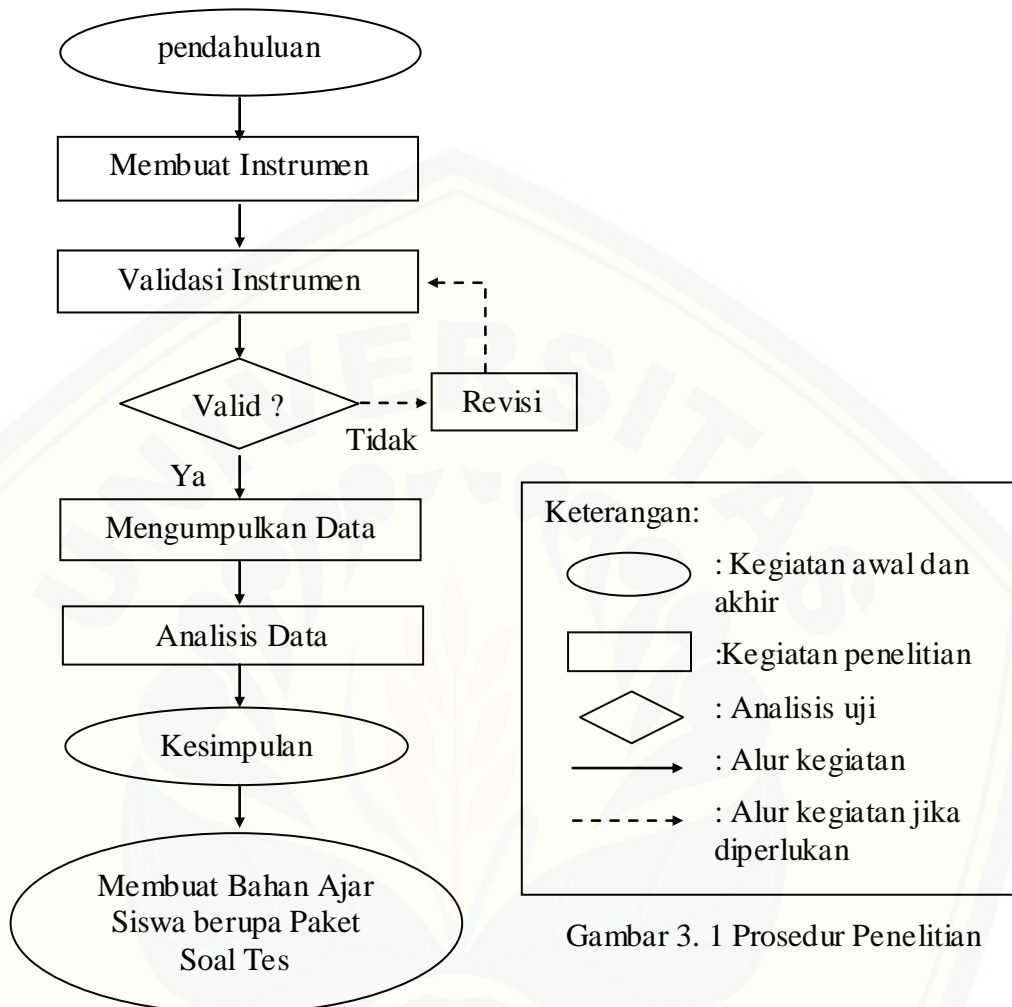 pendahuluan
Membuat Instrumen
Validasi Instrumen
Valid ?
Revisi
Tidak
Ya
Mengumpulkan Data
Analisis Data
Kesimpulan
Membuat Bahan Ajar
Siswa berupa Paket
Soal Tes
Keterangan:
: Kegiatan awal dan
akhir
:Kegiatan penelitian
: Analisis uji
: Alur kegiatan
: Alur kegiatan jika
diperlukan
Gambar 3. 1 Prosedur Penelitian
UNIVERSITAS